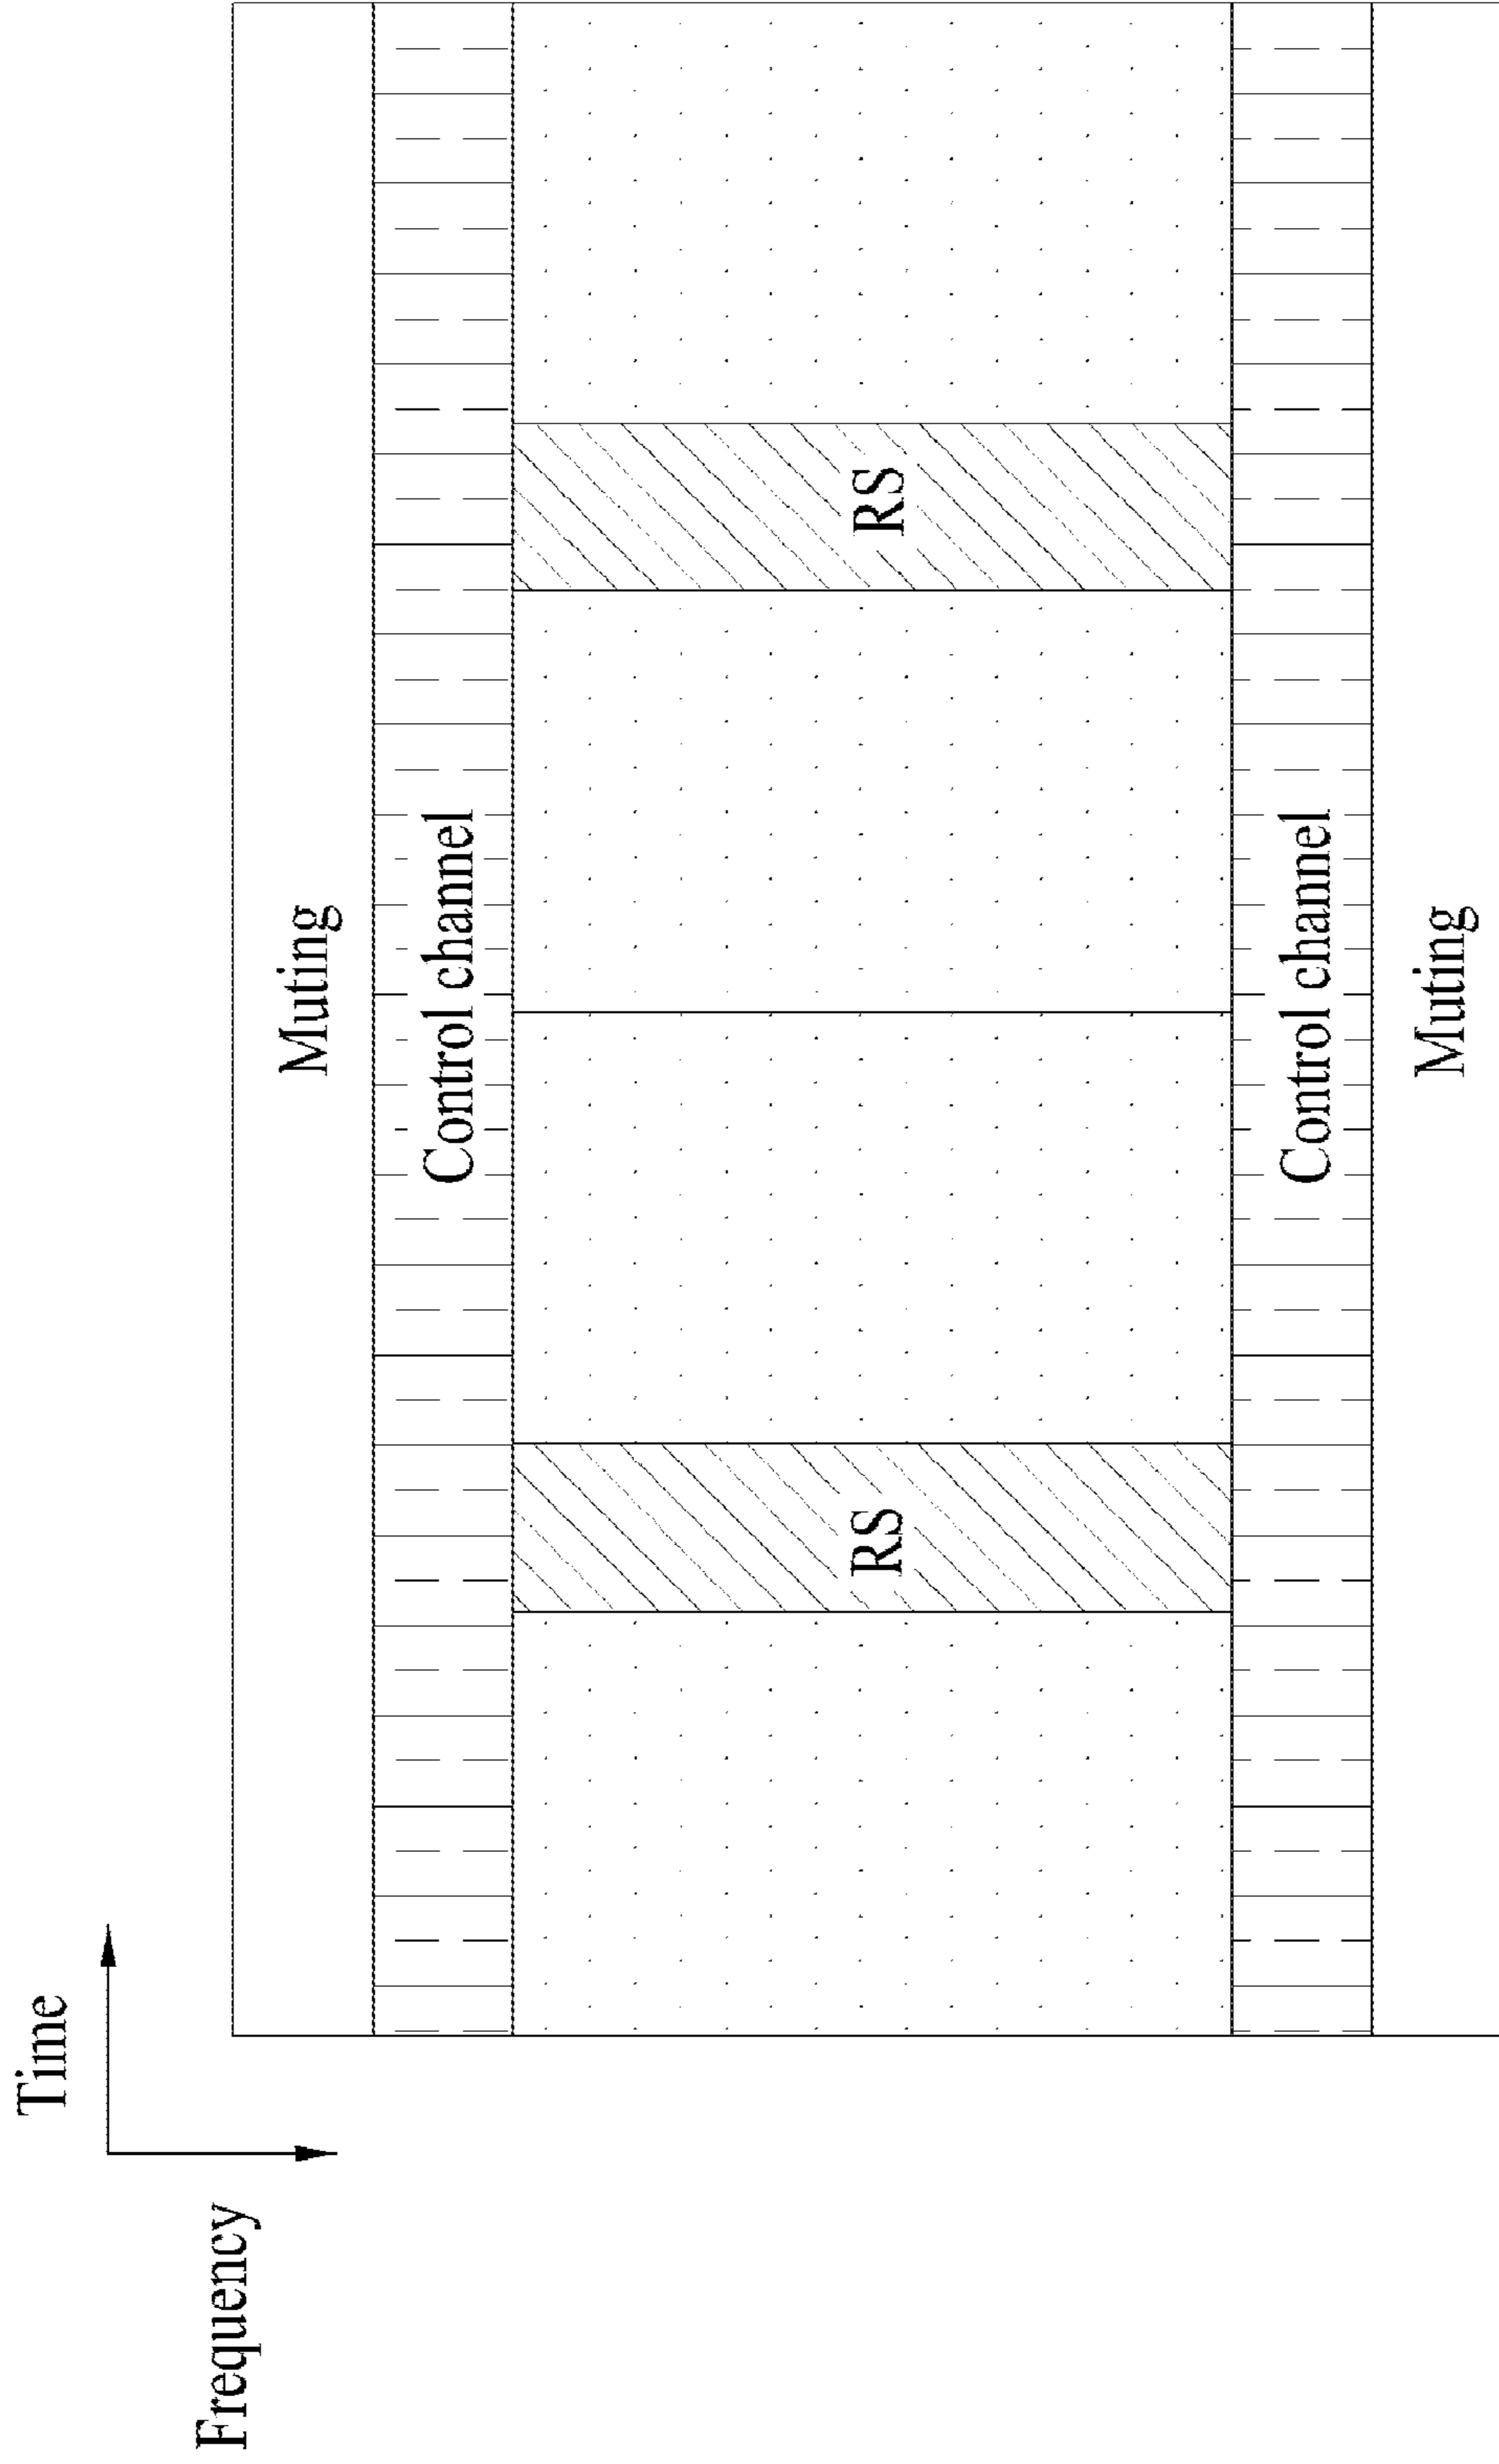 Time
Frequency
Muting
Control channel
RS
RS
Control channel
Muting